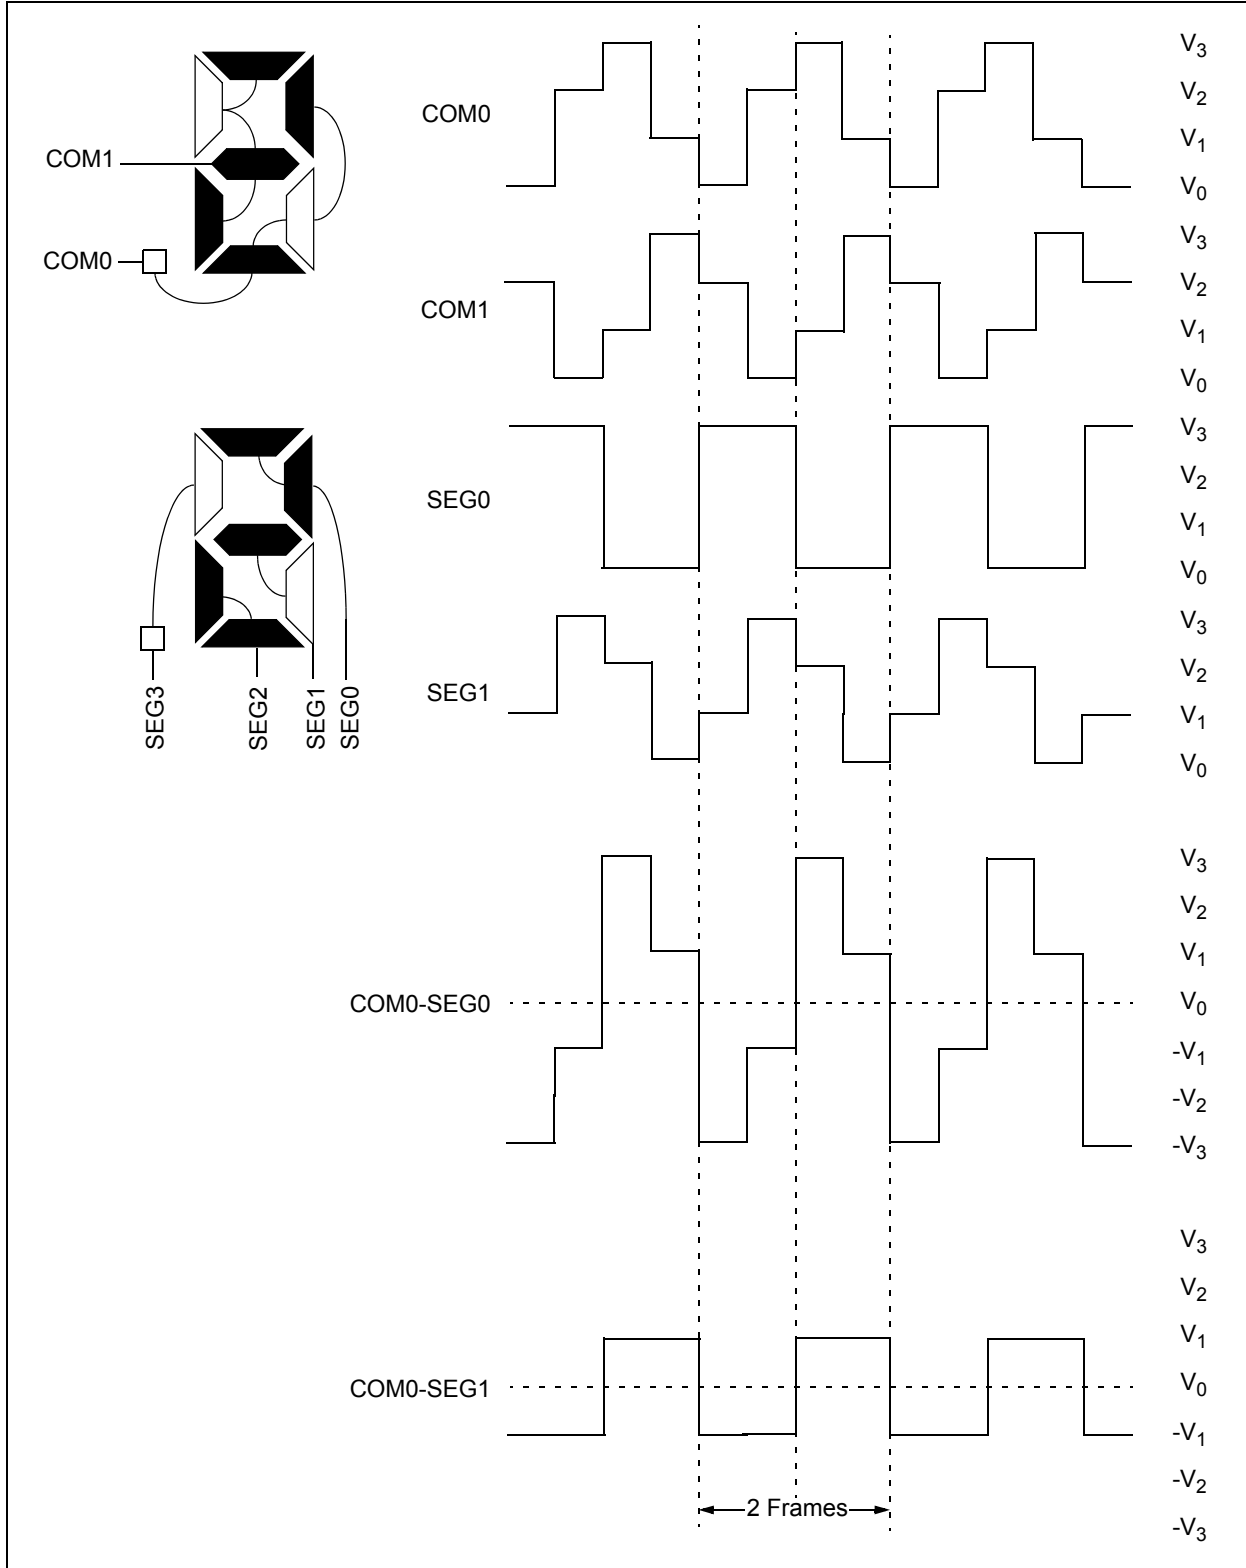 COM1
COM0
SEG3
SEG2
SEG1
SEG0
COM0
V3
V2
V1
V0
COM1
V3
V2
V1
V0
SEG0
V3
V2
V1
V0
SEG1
V3
V2
V1
V0
COM0-SEG0
V3
V2
V1
V0
-V1
-V2
-V3
COM0-SEG1
V3
V2
V1
V0
-V1
-V2
-V3
2 Frames